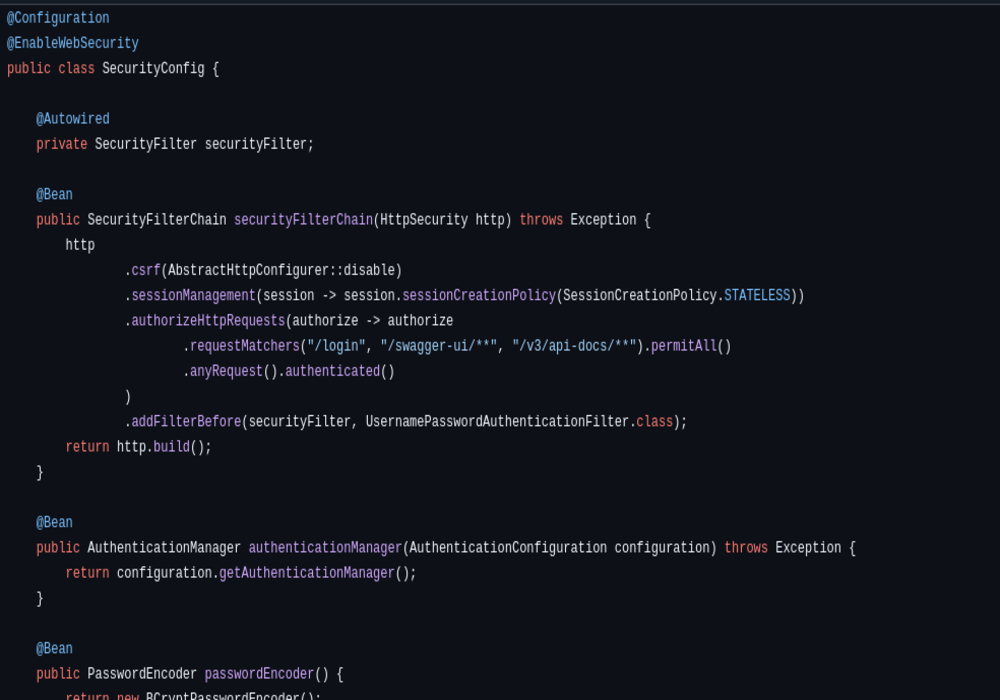 @Configuration
@EnableWebSecurity
public class SecurityConfig {
@Autowired
private SecurityFilter securityFilter;
@Bean
public SecurityFilterChain securityFilterChain(HttpSecurity http) throws Exception {
http
.csrf(AbstractHttpConfigurer::disable)
.sessionManagement(session -> session.sessionCreationPolicy(SessionCreationPolicy.STATELESS))
.authorizeHttpRequests(authorize -> authorize
.requestMatchers("/login", "/swagger-ui/**", "/v3/api-docs/**").permitAll()
.anyRequest().authenticated()
)
.addFilterBefore(securityFilter, UsernamePasswordAuthenticationFilter.class);
return http.build();
}
@Bean
public AuthenticationManager authenticationManager(AuthenticationConfiguration configuration) throws Exception {
return configuration.getAuthenticationManager();
}
@Bean
public PasswordEncoder passwordEncoder() {
return new BCryptPasswordEncoder();